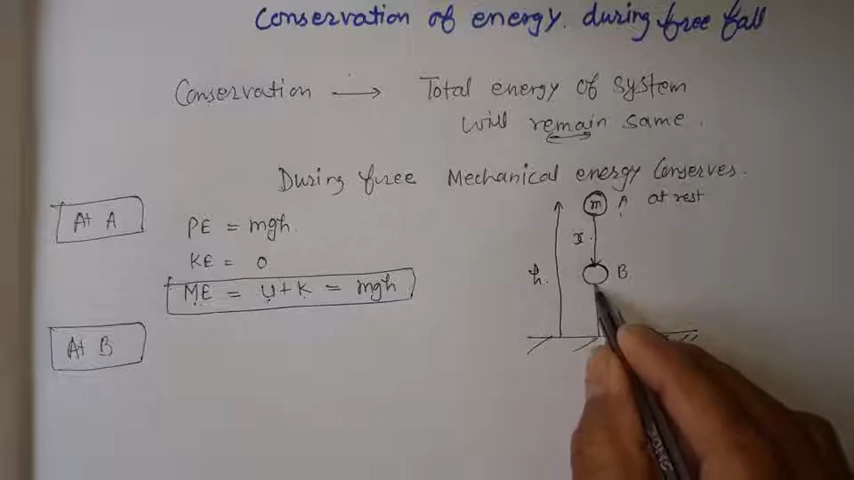 Conservation of energy during free fall
Conservation → Total energy of system
will remain same.
During free Mechanical energy Conserves.
At A
PE = mgh.
KE = 0
ME = U+K = mgh
At B
m A at rest
x
h. B